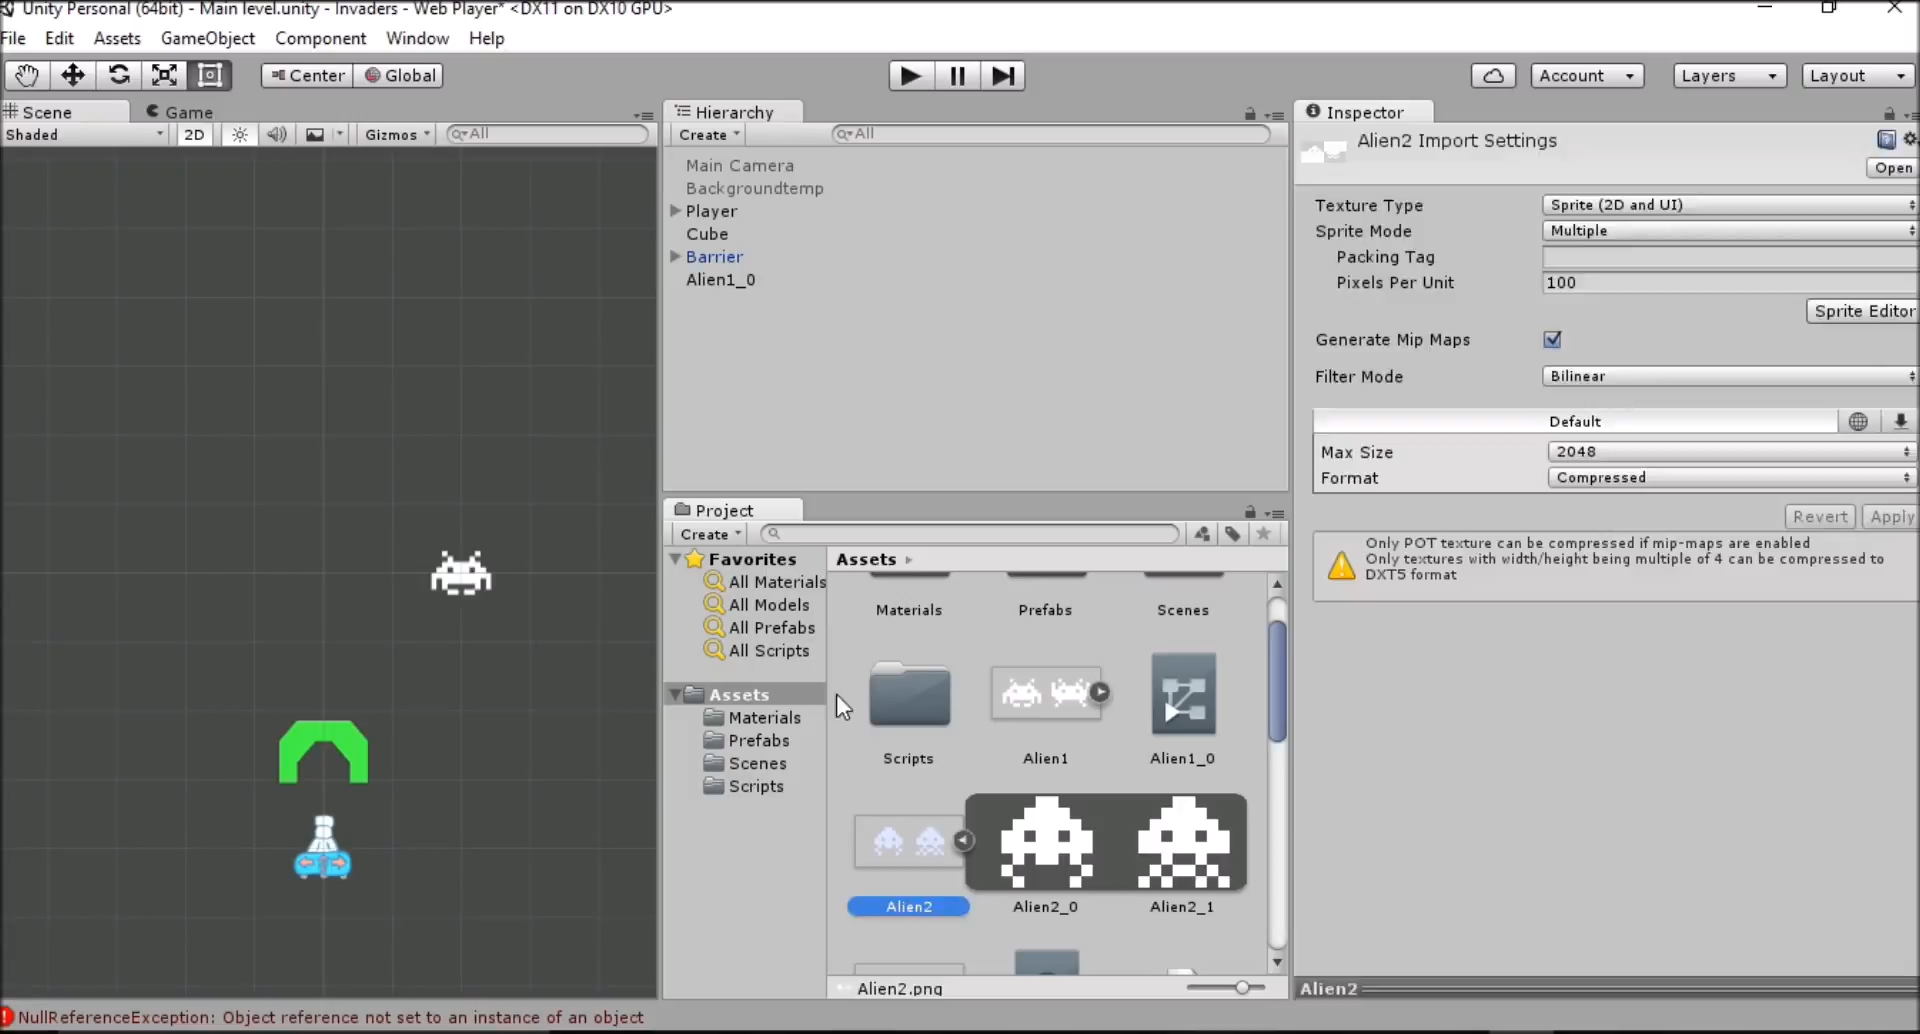 Unity Personal (64bit) - Main level.unity - Invaders - Web Player* <DX11 on DX10 GPU>
File Edit Assets GameObject Component Window Help
Center Global Account Layers Layout
Scene Game
Shaded 2D Gizmos All
Hierarchy
Create All
Main Camera
Backgroundtemp
Player
Cube
Barrier
Alien1_0
Project
Create
Favorites
All Materials
All Models
All Prefabs
All Scripts
Assets
Materials
Prefabs
Scenes
Scripts
Assets
Materials Prefabs Scenes
Scripts Alien1 Alien1_0
Alien2 Alien2_0 Alien2_1
Alien2.png
Inspector
Alien2 Import Settings
Open
Texture Type Sprite (2D and UI)
Sprite Mode Multiple
Packing Tag
Pixels Per Unit 100
Sprite Editor
Generate Mip Maps
Filter Mode Bilinear
Default
Max Size 2048
Format Compressed
Revert Apply
Only POT texture can be compressed if mip-maps are enabled
Only textures with width/height being multiple of 4 can be compressed to
DXT5 format
Alien2
NullReferenceException: Object reference not set to an instance of an object